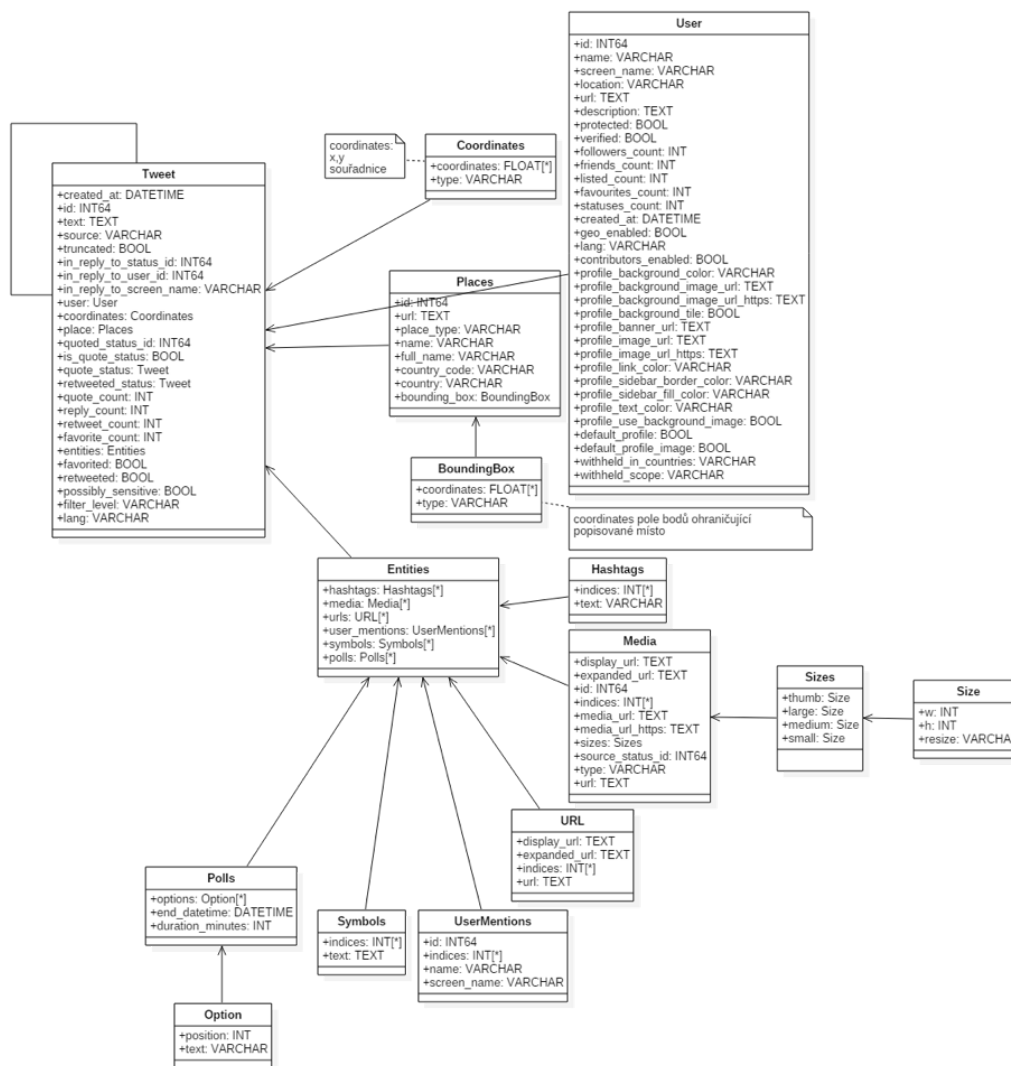 User
+id: INT64
+name: VARCHAR
+screen_name: VARCHAR
+location: VARCHAR
+url: TEXT
+description: TEXT
+protected: BOOL
+verified: BOOL
+followers_count: INT
+friends_count: INT
+listed_count: INT
+favourites_count: INT
+statuses_count: INT
+created_at: DATETIME
+geo_enabled: BOOL
+lang: VARCHAR
+contributors_enabled: BOOL
+profile_background_color: VARCHAR
+profile_background_image_url: TEXT
+profile_background_image_url_https: TEXT
+profile_background_tile: BOOL
+profile_banner_url: TEXT
+profile_image_url: TEXT
+profile_image_url_https: TEXT
+profile_link_color: VARCHAR
+profile_sidebar_border_color: VARCHAR
+profile_sidebar_fill_color: VARCHAR
+profile_text_color: VARCHAR
+profile_use_background_image: BOOL
+default_profile: BOOL
+default_profile_image: BOOL
+withheld_in_countries: VARCHAR
+withheld_scope: VARCHAR
coordinates:
x,y
souřadnice
Coordinates
+coordinates: FLOAT[*]
+type: VARCHAR
Tweet
+created_at: DATETIME
+id: INT64
+text: TEXT
+source: VARCHAR
+truncated: BOOL
+in_reply_to_status_id: INT64
+in_reply_to_user_id: INT64
+in_reply_to_screen_name: VARCHAR
+user: User
+coordinates: Coordinates
+place: Places
+quoted_status_id: INT64
+is_quote_status: BOOL
+quote_status: Tweet
+retweeted_status: Tweet
+quote_count: INT
+reply_count: INT
+retweet_count: INT
+favorite_count: INT
+entities: Entities
+favorited: BOOL
+retweeted: BOOL
+possibly_sensitive: BOOL
+filter_level: VARCHAR
+lang: VARCHAR
Places
+id: INT64
+url: TEXT
+place_type: VARCHAR
+name: VARCHAR
+full_name: VARCHAR
+country_code: VARCHAR
+country: VARCHAR
+bounding_box: BoundingBox
BoundingBox
+coordinates: FLOAT[*]
+type: VARCHAR
coordinates pole bodů ohraničující
popisované místo
Entities
+hashtags: Hashtags[*]
+media: Media[*]
+urls: URL[*]
+user_mentions: UserMentions[*]
+symbols: Symbols[*]
+polls: Polls[*]
Hashtags
+indices: INT[*]
+text: VARCHAR
Media
+display_url: TEXT
+expanded_url: TEXT
+id: INT64
+indices: INT[*]
+media_url: TEXT
+media_url_https: TEXT
+sizes: Sizes
+source_status_id: INT64
+type: VARCHAR
+url: TEXT
Sizes
+thumb: Size
+large: Size
+medium: Size
+small: Size
Size
+w: INT
+h: INT
+resize: VARCHA
URL
+display_url: TEXT
+expanded_url: TEXT
+indices: INT[*]
+url: TEXT
Polls
+options: Option[*]
+end_datetime: DATETIME
+duration_minutes: INT
Symbols
+indices: INT[*]
+text: TEXT
UserMentions
+id: INT64
+indices: INT[*]
+name: VARCHAR
+screen_name: VARCHAR
Option
+position: INT
+text: VARCHAR